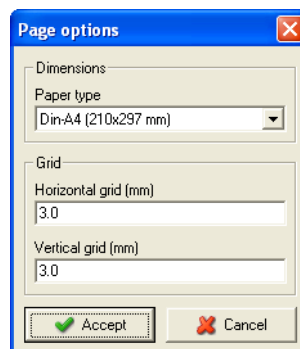 Page options
Dimensions
Paper type
Din-A4 (210x297 mm)
Grid
Horizontal grid (mm)
3.0
Vertical grid (mm)
3.0
Accept Cancel